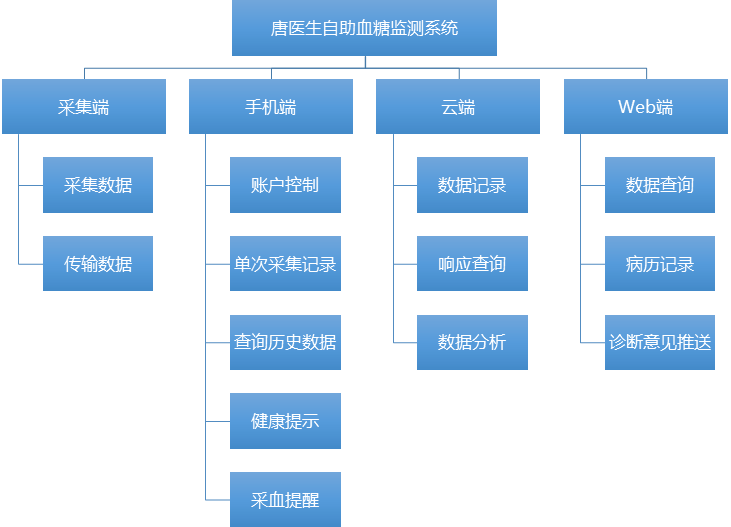 唐医生自助血糖监测系统
采集端
采集数据
传输数据
手机端
账户控制
单次采集记录
查询历史数据
健康提示
采血提醒
云端
数据记录
响应查询
数据分析
Web端
数据查询
病历记录
诊断意见推送